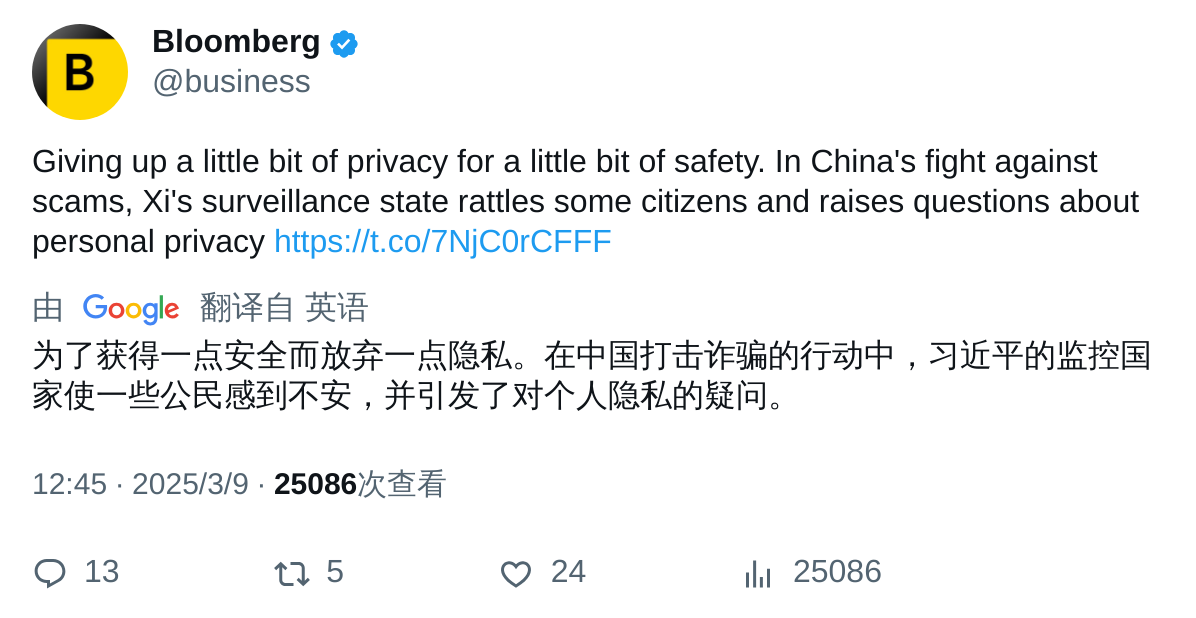 B
Bloomberg
@business
Giving up a little bit of privacy for a little bit of safety. In China's fight against
scams, Xi's surveillance state rattles some citizens and raises questions about
personal privacy https://t.co/7NjC0rCFFF
由 Google 翻译自 英语
为了获得一点安全而放弃一点隐私。在中国打击诈骗的行动中，习近平的监控国
家使一些公民感到不安，并引发了对个人隐私的疑问。
12:45 · 2025/3/9 · 25086次查看
13 5 24 25086